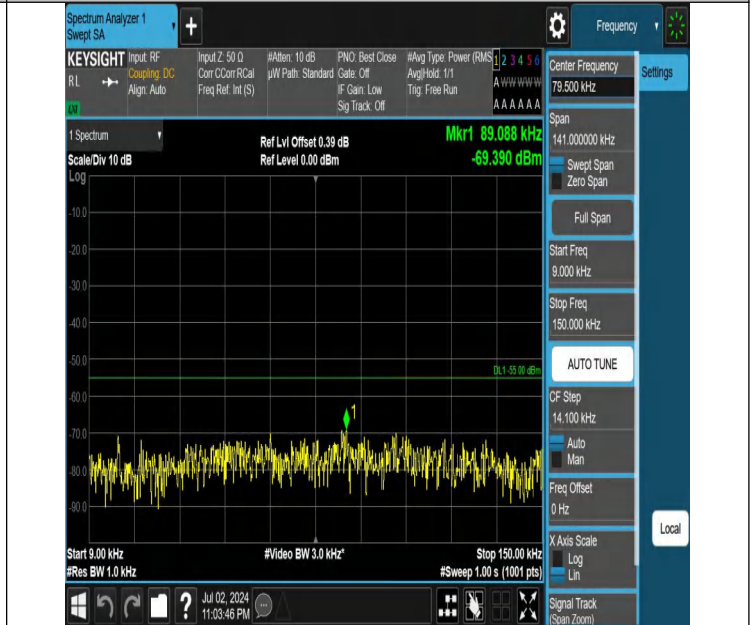 Spectrum Analyzer 1
Swept SA
+
Frequency
KEYSIGHT
RL
LXI
Input: RF
Coupling: DC
Align: Auto
Input Z: 50 Ω
Corr CCorr RCal
Freq Ref: Int (S)
#Atten: 10 dB
µW Path: Standard
PNO: Best Close
Gate: Off
IF Gain: Low
Sig Track: Off
#Avg Type: Power (RMS
Avg|Hold: 1/1
Trig: Free Run
1 2 3 4 5 6
A W W W W W
A A A A A A
1 Spectrum
Scale/Div 10 dB
Log
Ref Lvl Offset 0.39 dB
Ref Level 0.00 dBm
Mkr1 89.088 kHz
-69.390 dBm
-10.0
-20.0
-30.0
-40.0
-50.0
-60.0
-70.0
-80.0
-90.0
DL1 -55.00 dBm
1
Start 9.00 kHz
#Video BW 3.0 kHz*
Stop 150.00 kHz
#Res BW 1.0 kHz
#Sweep 1.00 s (1001 pts)
?
Jul 02, 2024
11:03:46 PM
Center Frequency
79.500 kHz
Settings
Span
141.000000 kHz
Swept Span
Zero Span
Full Span
Start Freq
9.000 kHz
Stop Freq
150.000 kHz
AUTO TUNE
CF Step
14.100 kHz
Auto
Man
Freq Offset
0 Hz
Local
X Axis Scale
Log
Lin
Signal Track
(Span Zoom)